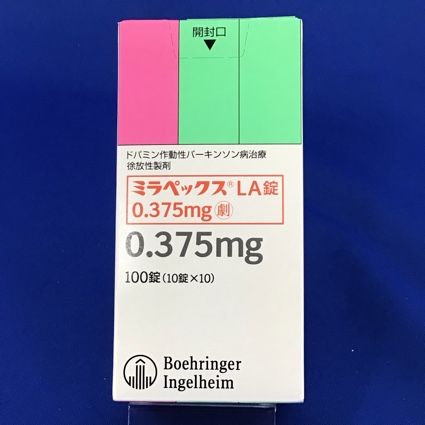 開封口
ドパミン作動性パーキンソン病治療
徐放性製剤
ミラペックス®LA錠
0.375mg 劇
0.375mg
100錠(10錠×10)
Boehringer
Ingelheim